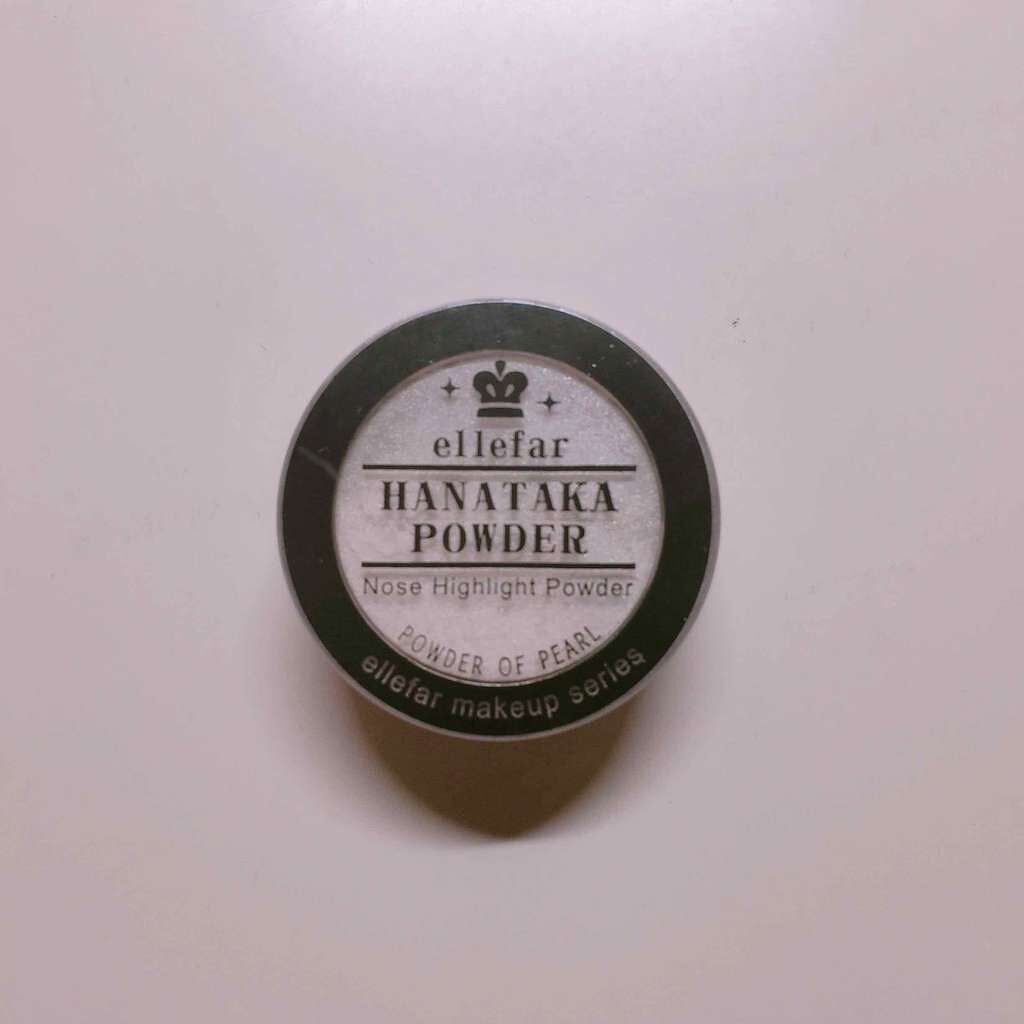 ellefar
HANATAKA
POWDER
Nose Highlight Powder
POWDER OF PEARL
ellefar makeup series